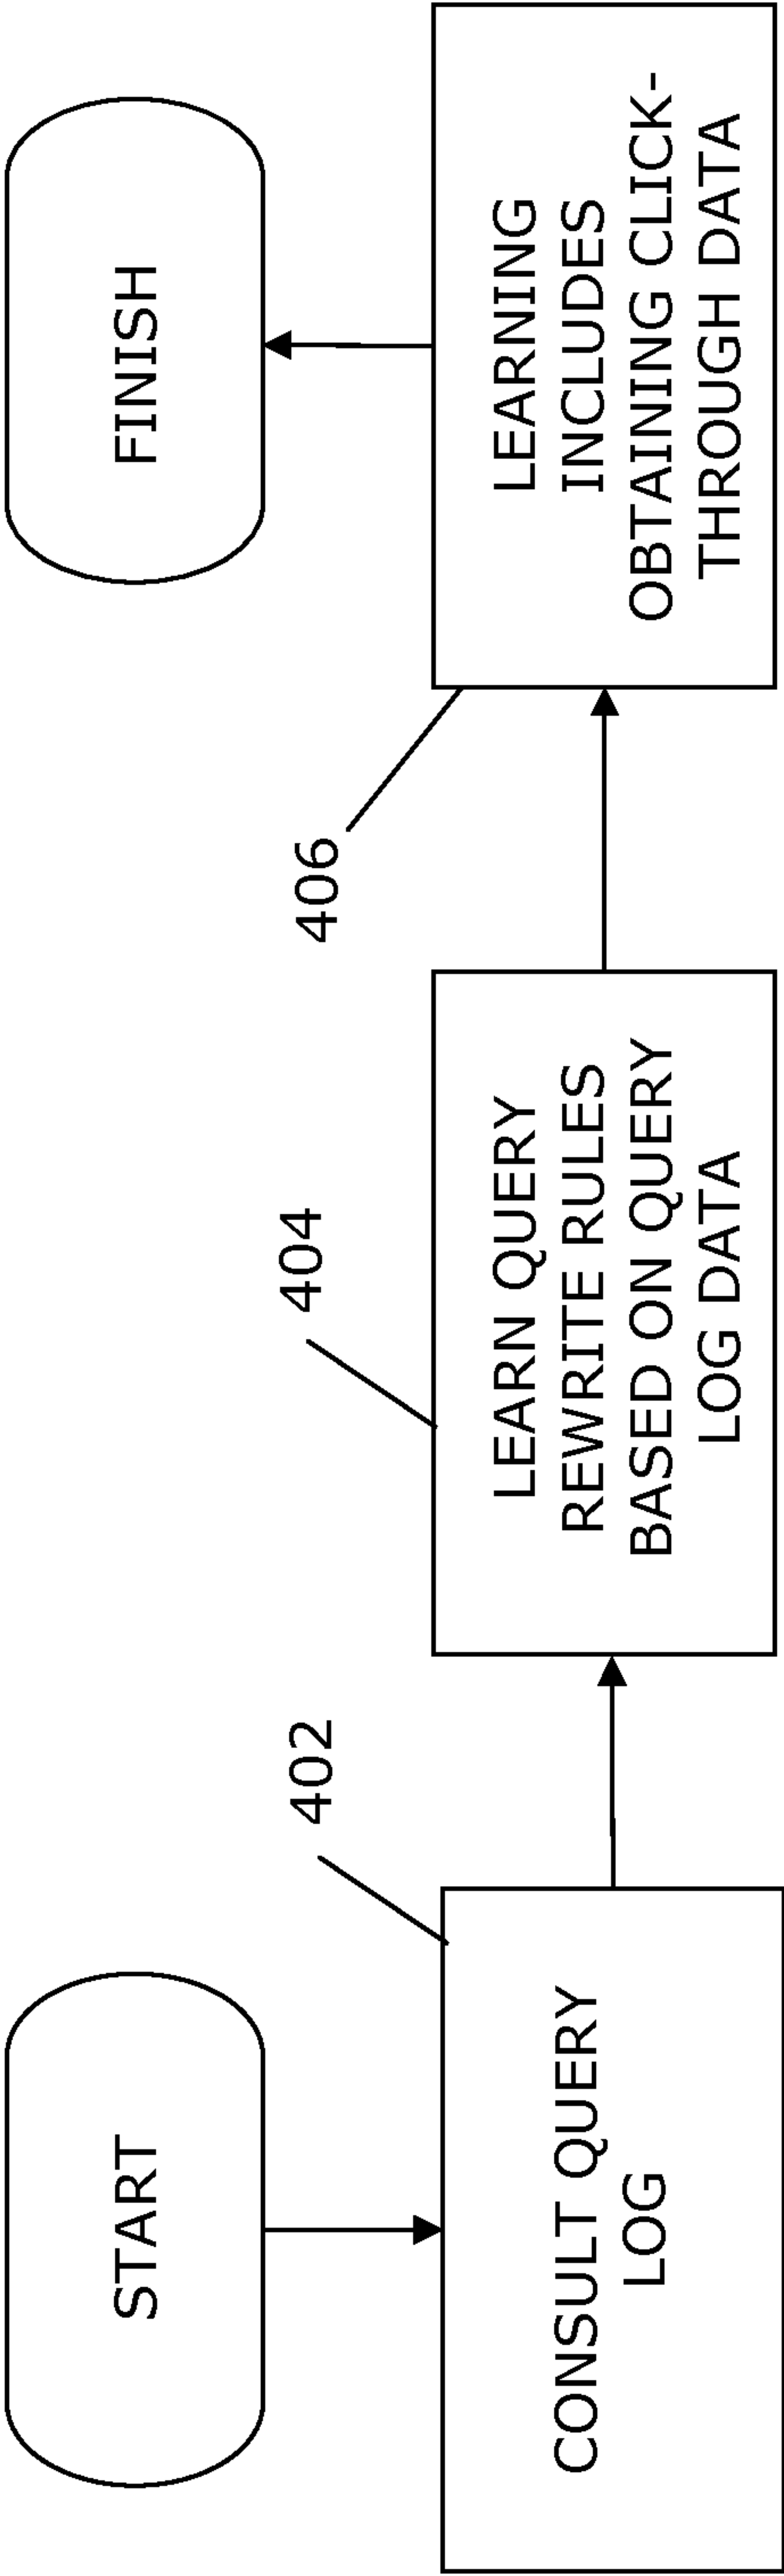 START
402
CONSULT QUERY
LOG
404
LEARN QUERY
REWRITE RULES
BASED ON QUERY
LOG DATA
406
LEARNING
INCLUDES
OBTAINING CLICK-
THROUGH DATA
FINISH